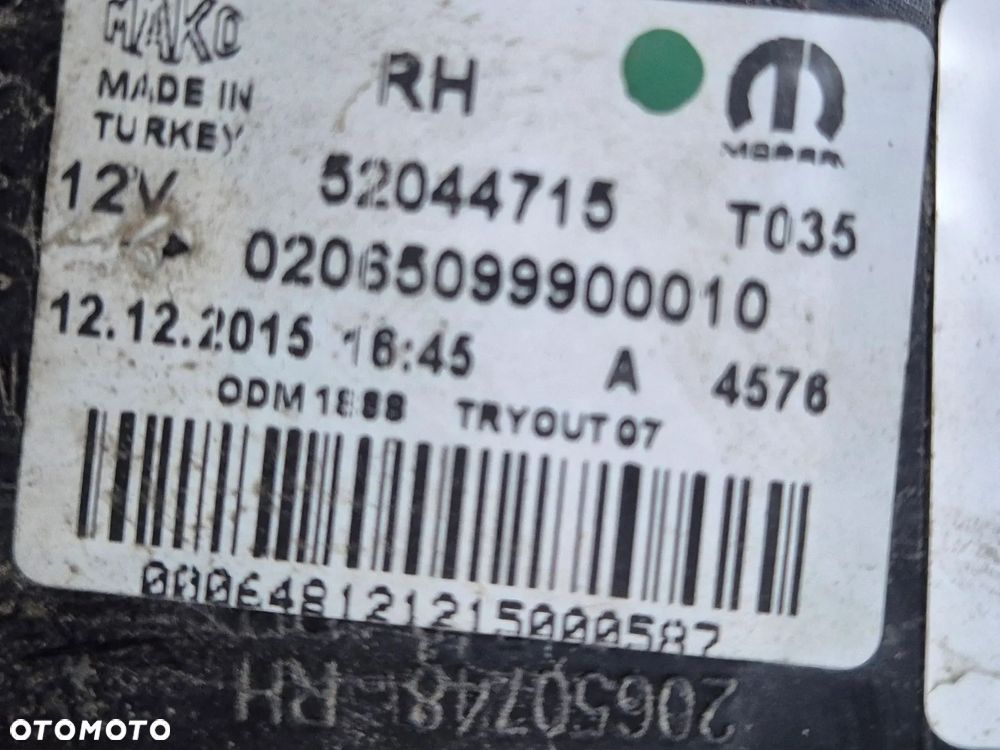 MAKO
RH
MADE IN
TURKEY
MOPAR
12V
52044715
T035
02065099900010
12.12.2015 16:45
A 4576
ODM 1888 TRYOUT 07
000648121215000587
20650748 RH
OTOMOTO